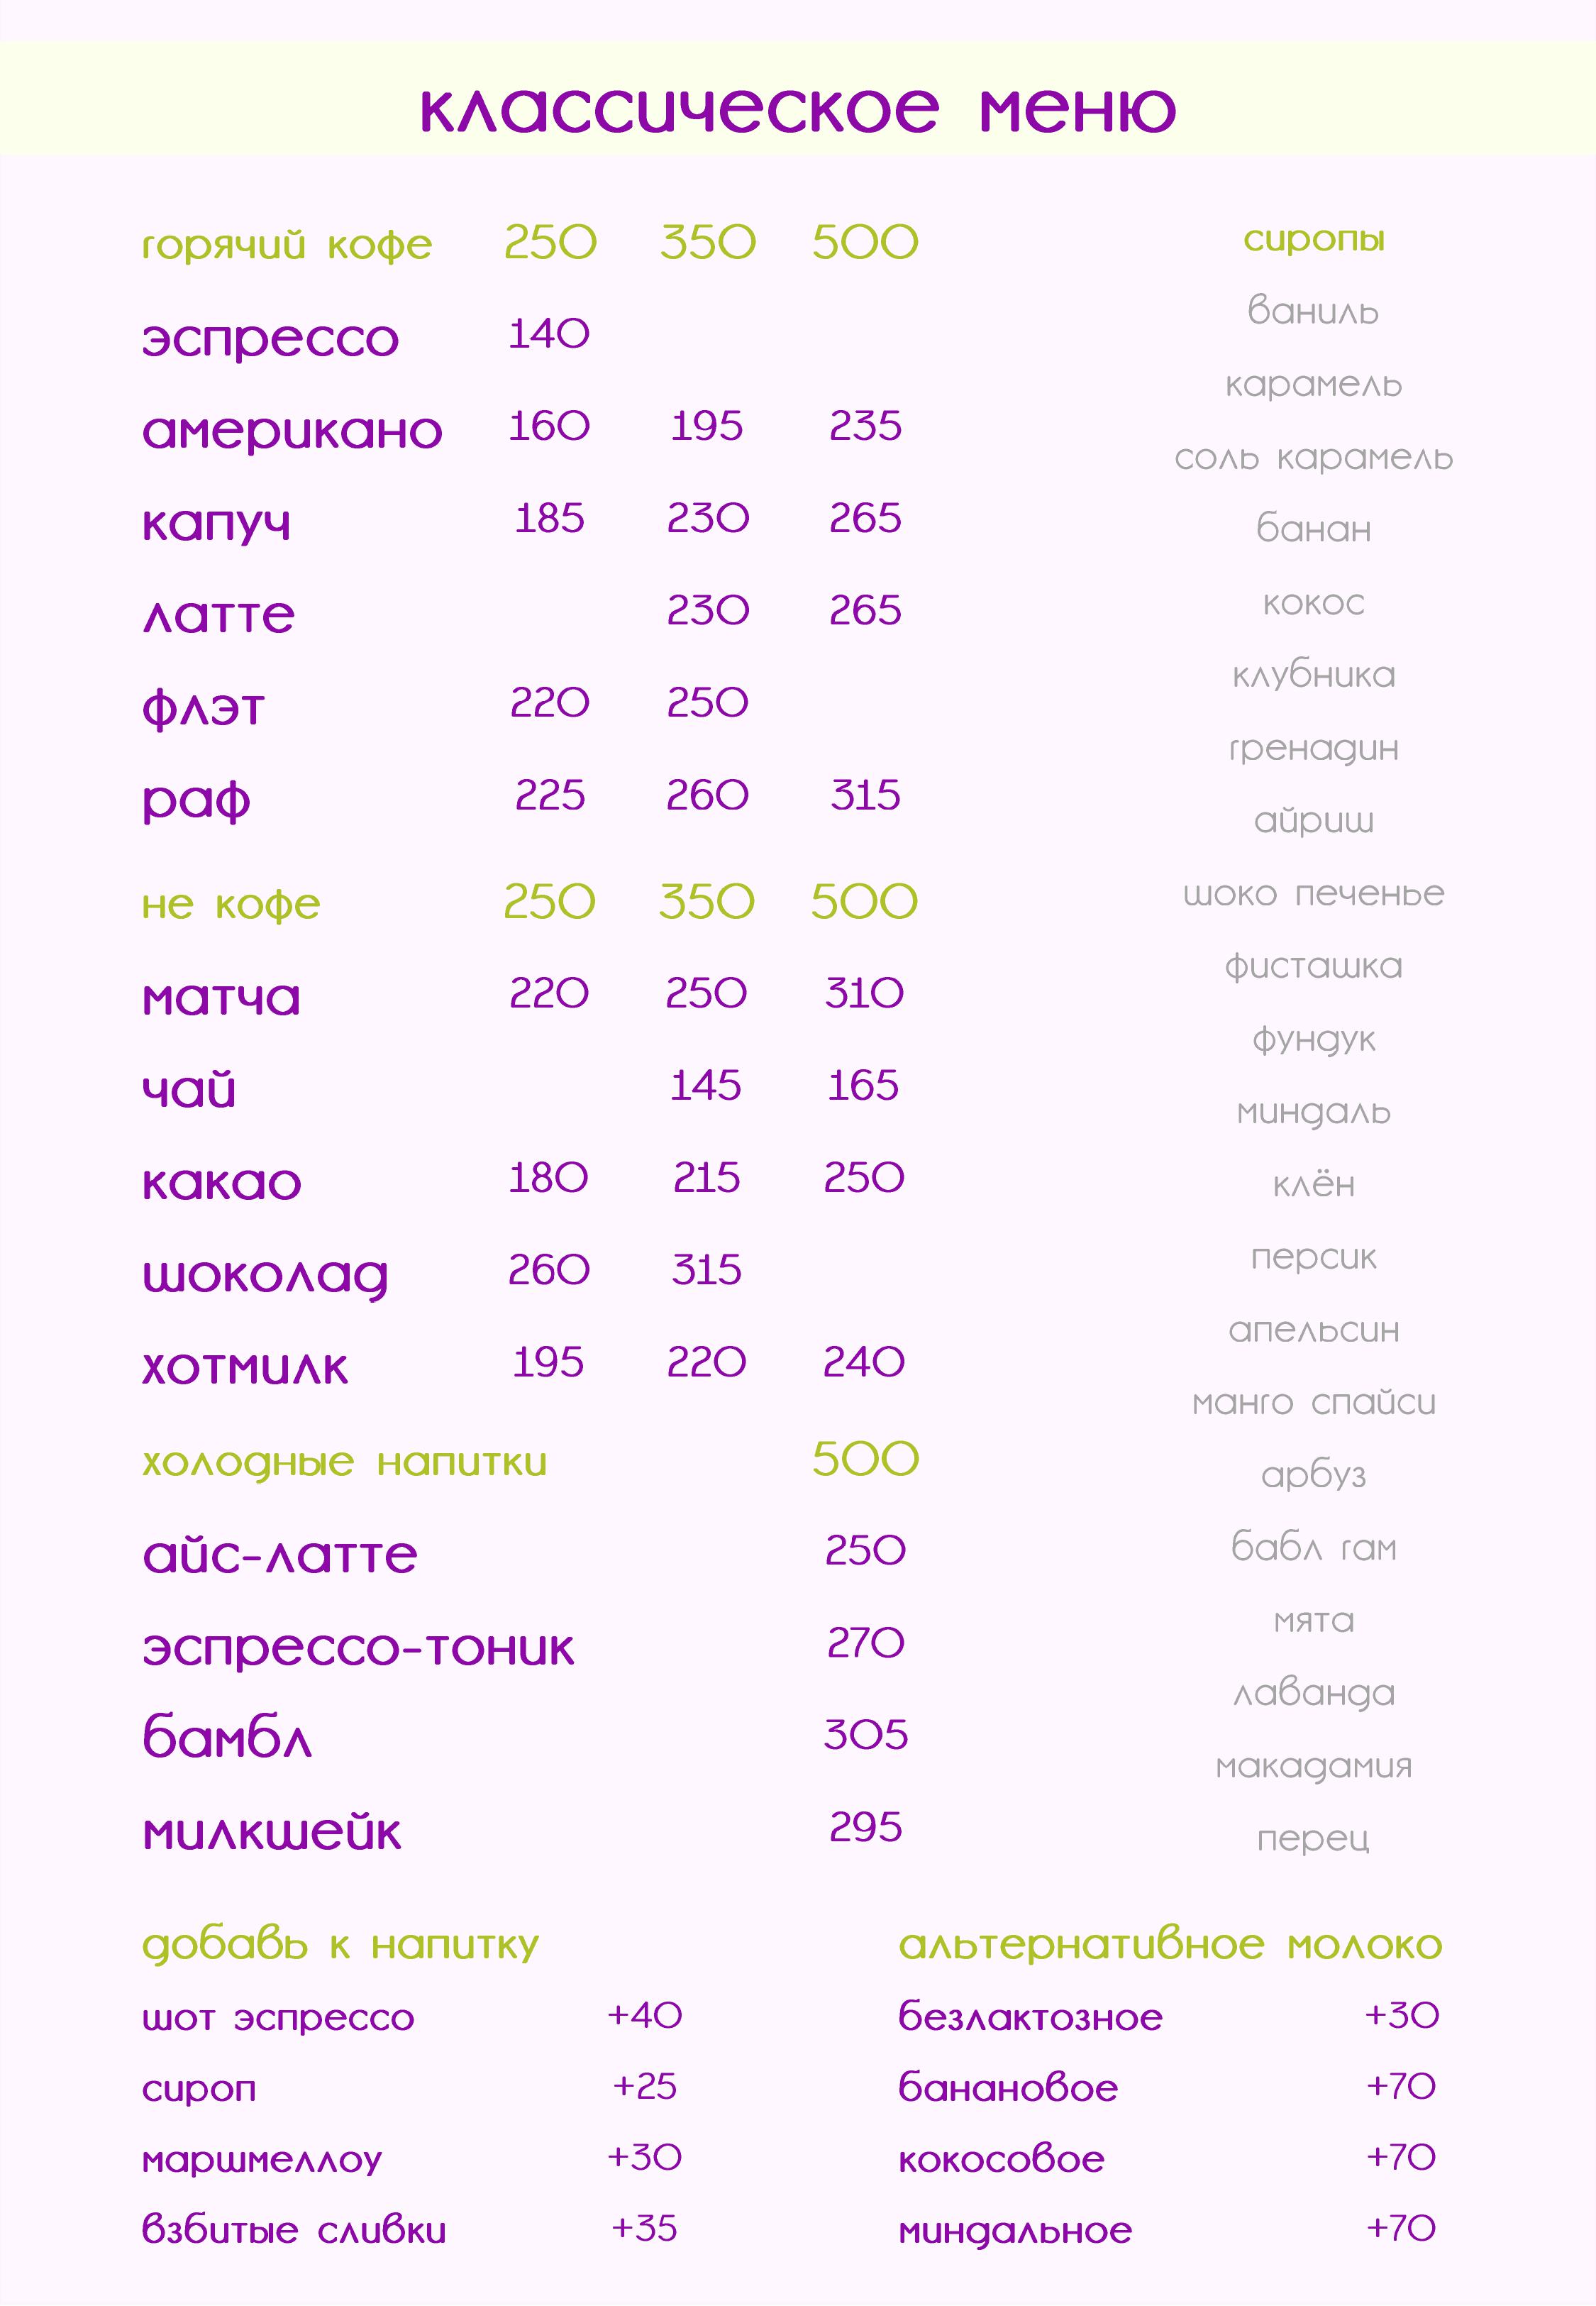 классическое меню
горячий кофе 250 350 500
эспрессо 140
американо 160 195 235
капуч 185 230 265
латте 230 265
флэт 220 250
раф 225 260 315
не кофе 250 350 500
матча 220 250 310
чай 145 165
какао 180 215 250
шоколад 260 315
хотмилк 195 220 240
холодные напитки 500
айс-латте 250
эспрессо-тоник 270
бамбл 305
милкшейк 295
сиропы
ваниль
карамель
соль карамель
банан
кокос
клубника
гренадин
айриш
шоко печенье
фисташка
фундук
миндаль
клён
персик
апельсин
манго спайси
арбуз
бабл гам
мята
лаванда
макадамия
перец
добавь к напитку
шот эспрессо +40
сироп +25
маршмеллоу +30
взбитые сливки +35
альтернативное молоко
безлактозное +30
банановое +70
кокосовое +70
миндальное +70